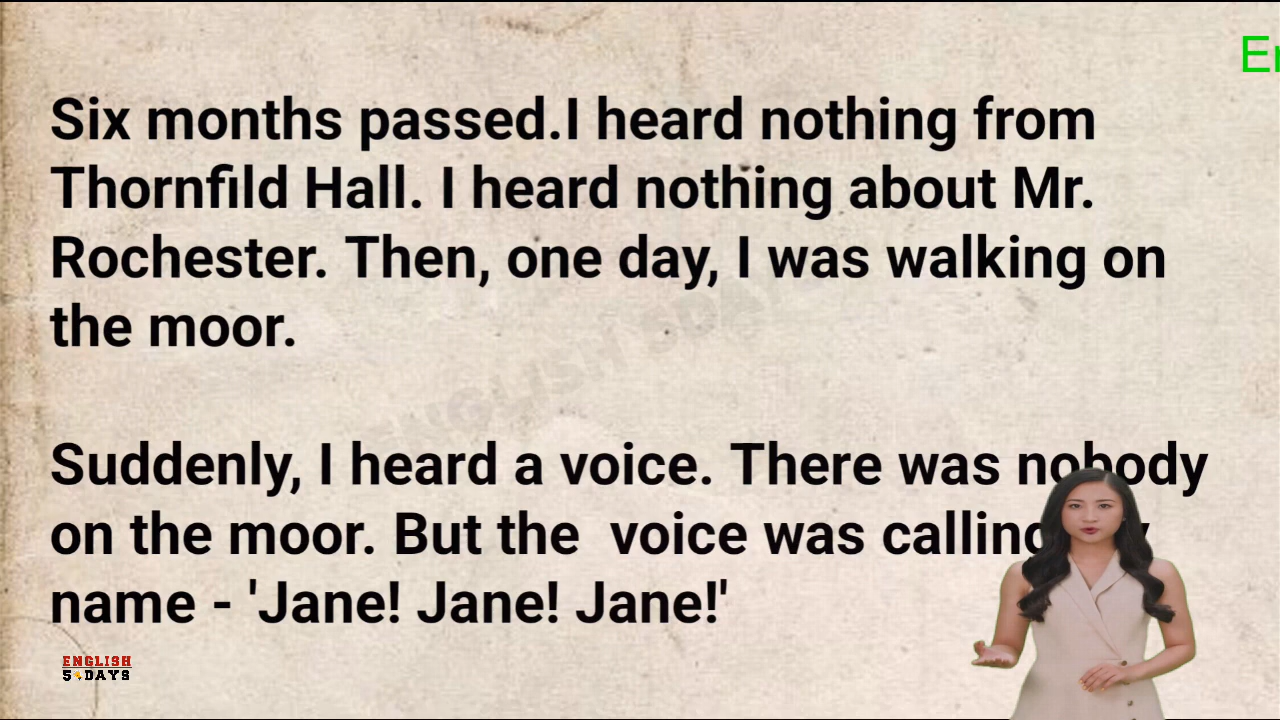 Er
Six months passed.I heard nothing from
Thornfild Hall. I heard nothing about Mr.
Rochester. Then, one day, I was walking on
the moor.
Suddenly, I heard a voice. There was nobody
on the moor. But the voice was calling
name - 'Jane! Jane! Jane!'
ENGLISH
5 DAYS